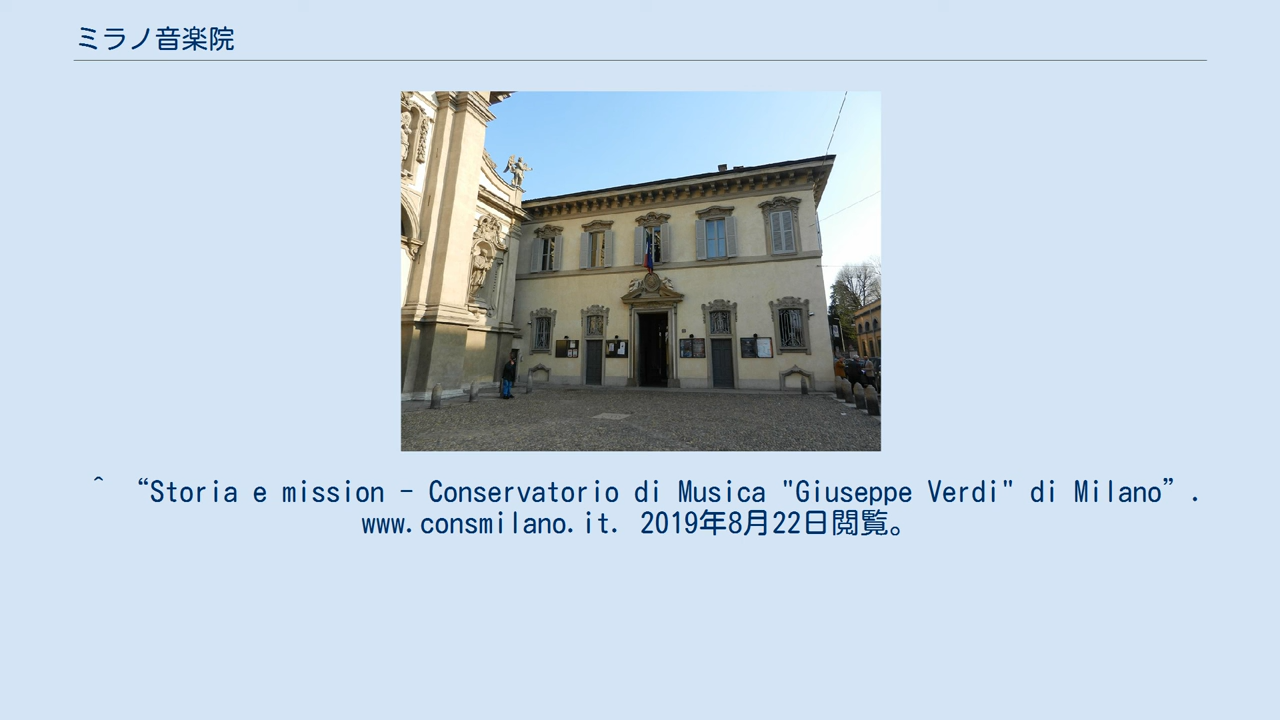 ミラノ音楽院
^ “Storia e mission - Conservatorio di Musica "Giuseppe Verdi" di Milano”.
www.consmilano.it. 2019年8月22日閲覧。